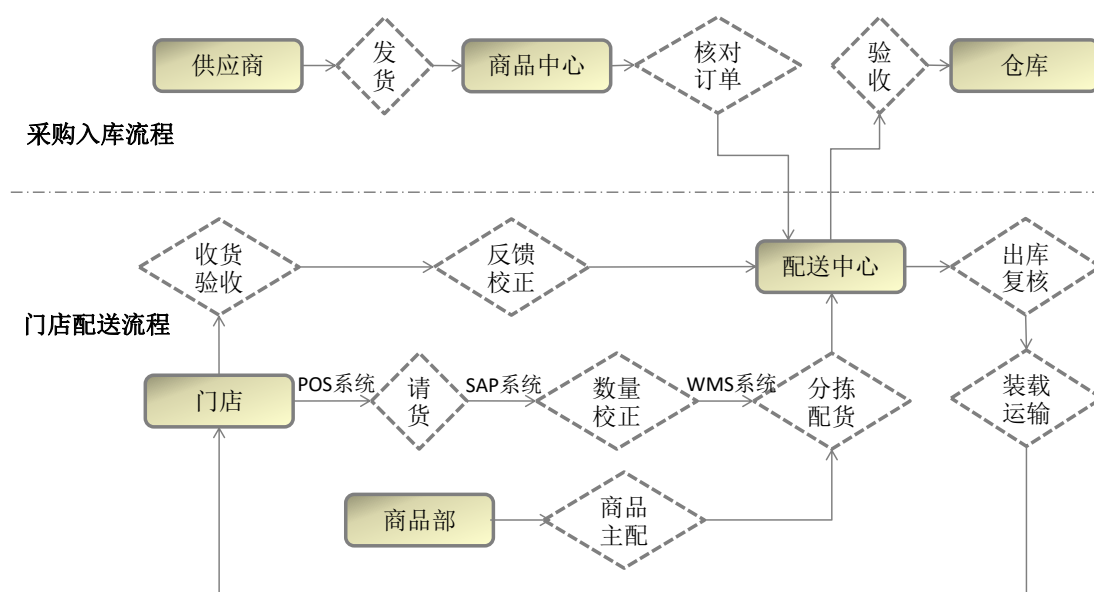 供应商
发
货
商品中心
核对
订单
验
收
仓库
采购入库流程
收货
验收
反馈
校正
配送中心
出库
复核
门店配送流程
门店
POS系统
请
货
SAP系统
数量
校正
WMS系统
分拣
配货
装载
运输
商品部
商品
主配